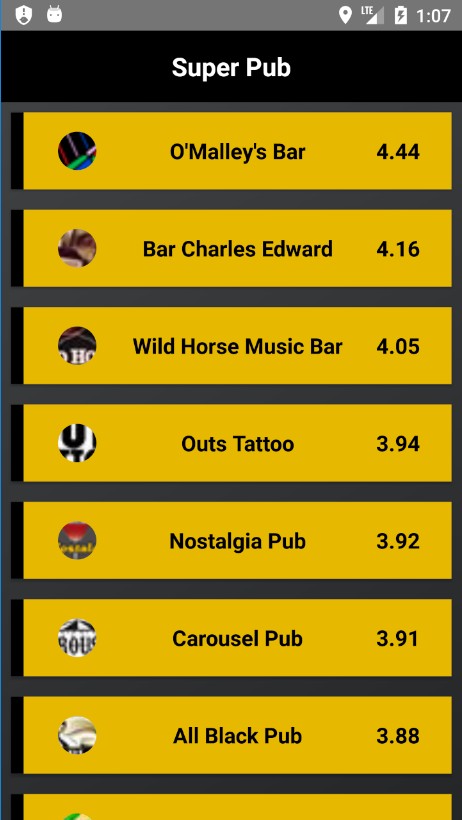 LTE 1:07
Super Pub
O'Malley's Bar 4.44
Bar Charles Edward 4.16
Wild Horse Music Bar 4.05
Outs Tattoo 3.94
Nostalgia Pub 3.92
Carousel Pub 3.91
All Black Pub 3.88